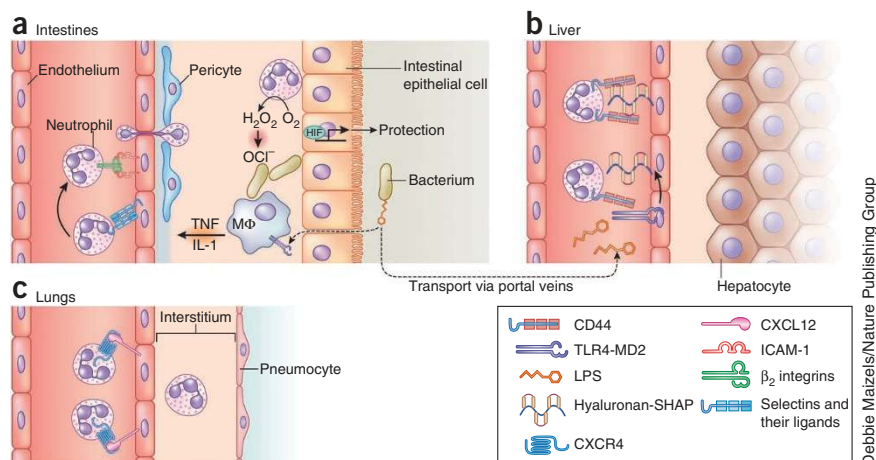 a Intestines
Endothelium
Pericyte
Neutrophil
H2O2 O2
OCl−
HIF
Protection
Intestinal
epithelial cell
Bacterium
TNF
IL-1
MΦ
Transport via portal veins
b Liver
Hepatocyte
c Lungs
Interstitium
Pneumocyte
CD44
TLR4-MD2
LPS
Hyaluronan-SHAP
CXCR4
CXCL12
ICAM-1
β2 integrins
Selectins and
their ligands
Debbie Maizels/Nature Publishing Group